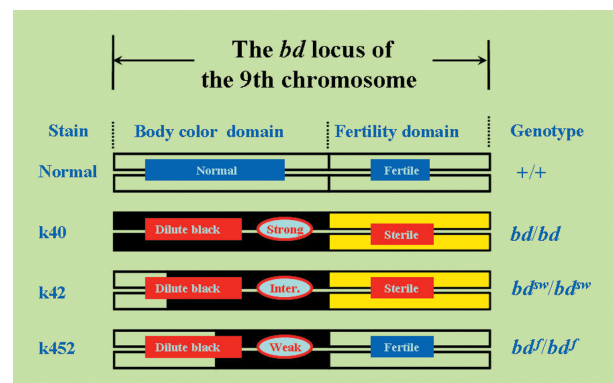 The bd locus of
the 9th chromosome
Stain Body color domain Fertility domain Genotype
Normal Normal Fertile +/+
k40 Dilute black Strong Sterile bd/bd
k42 Dilute black Inter. Sterile bdsw/bdsw
k452 Dilute black Weak Fertile bdf/bdf